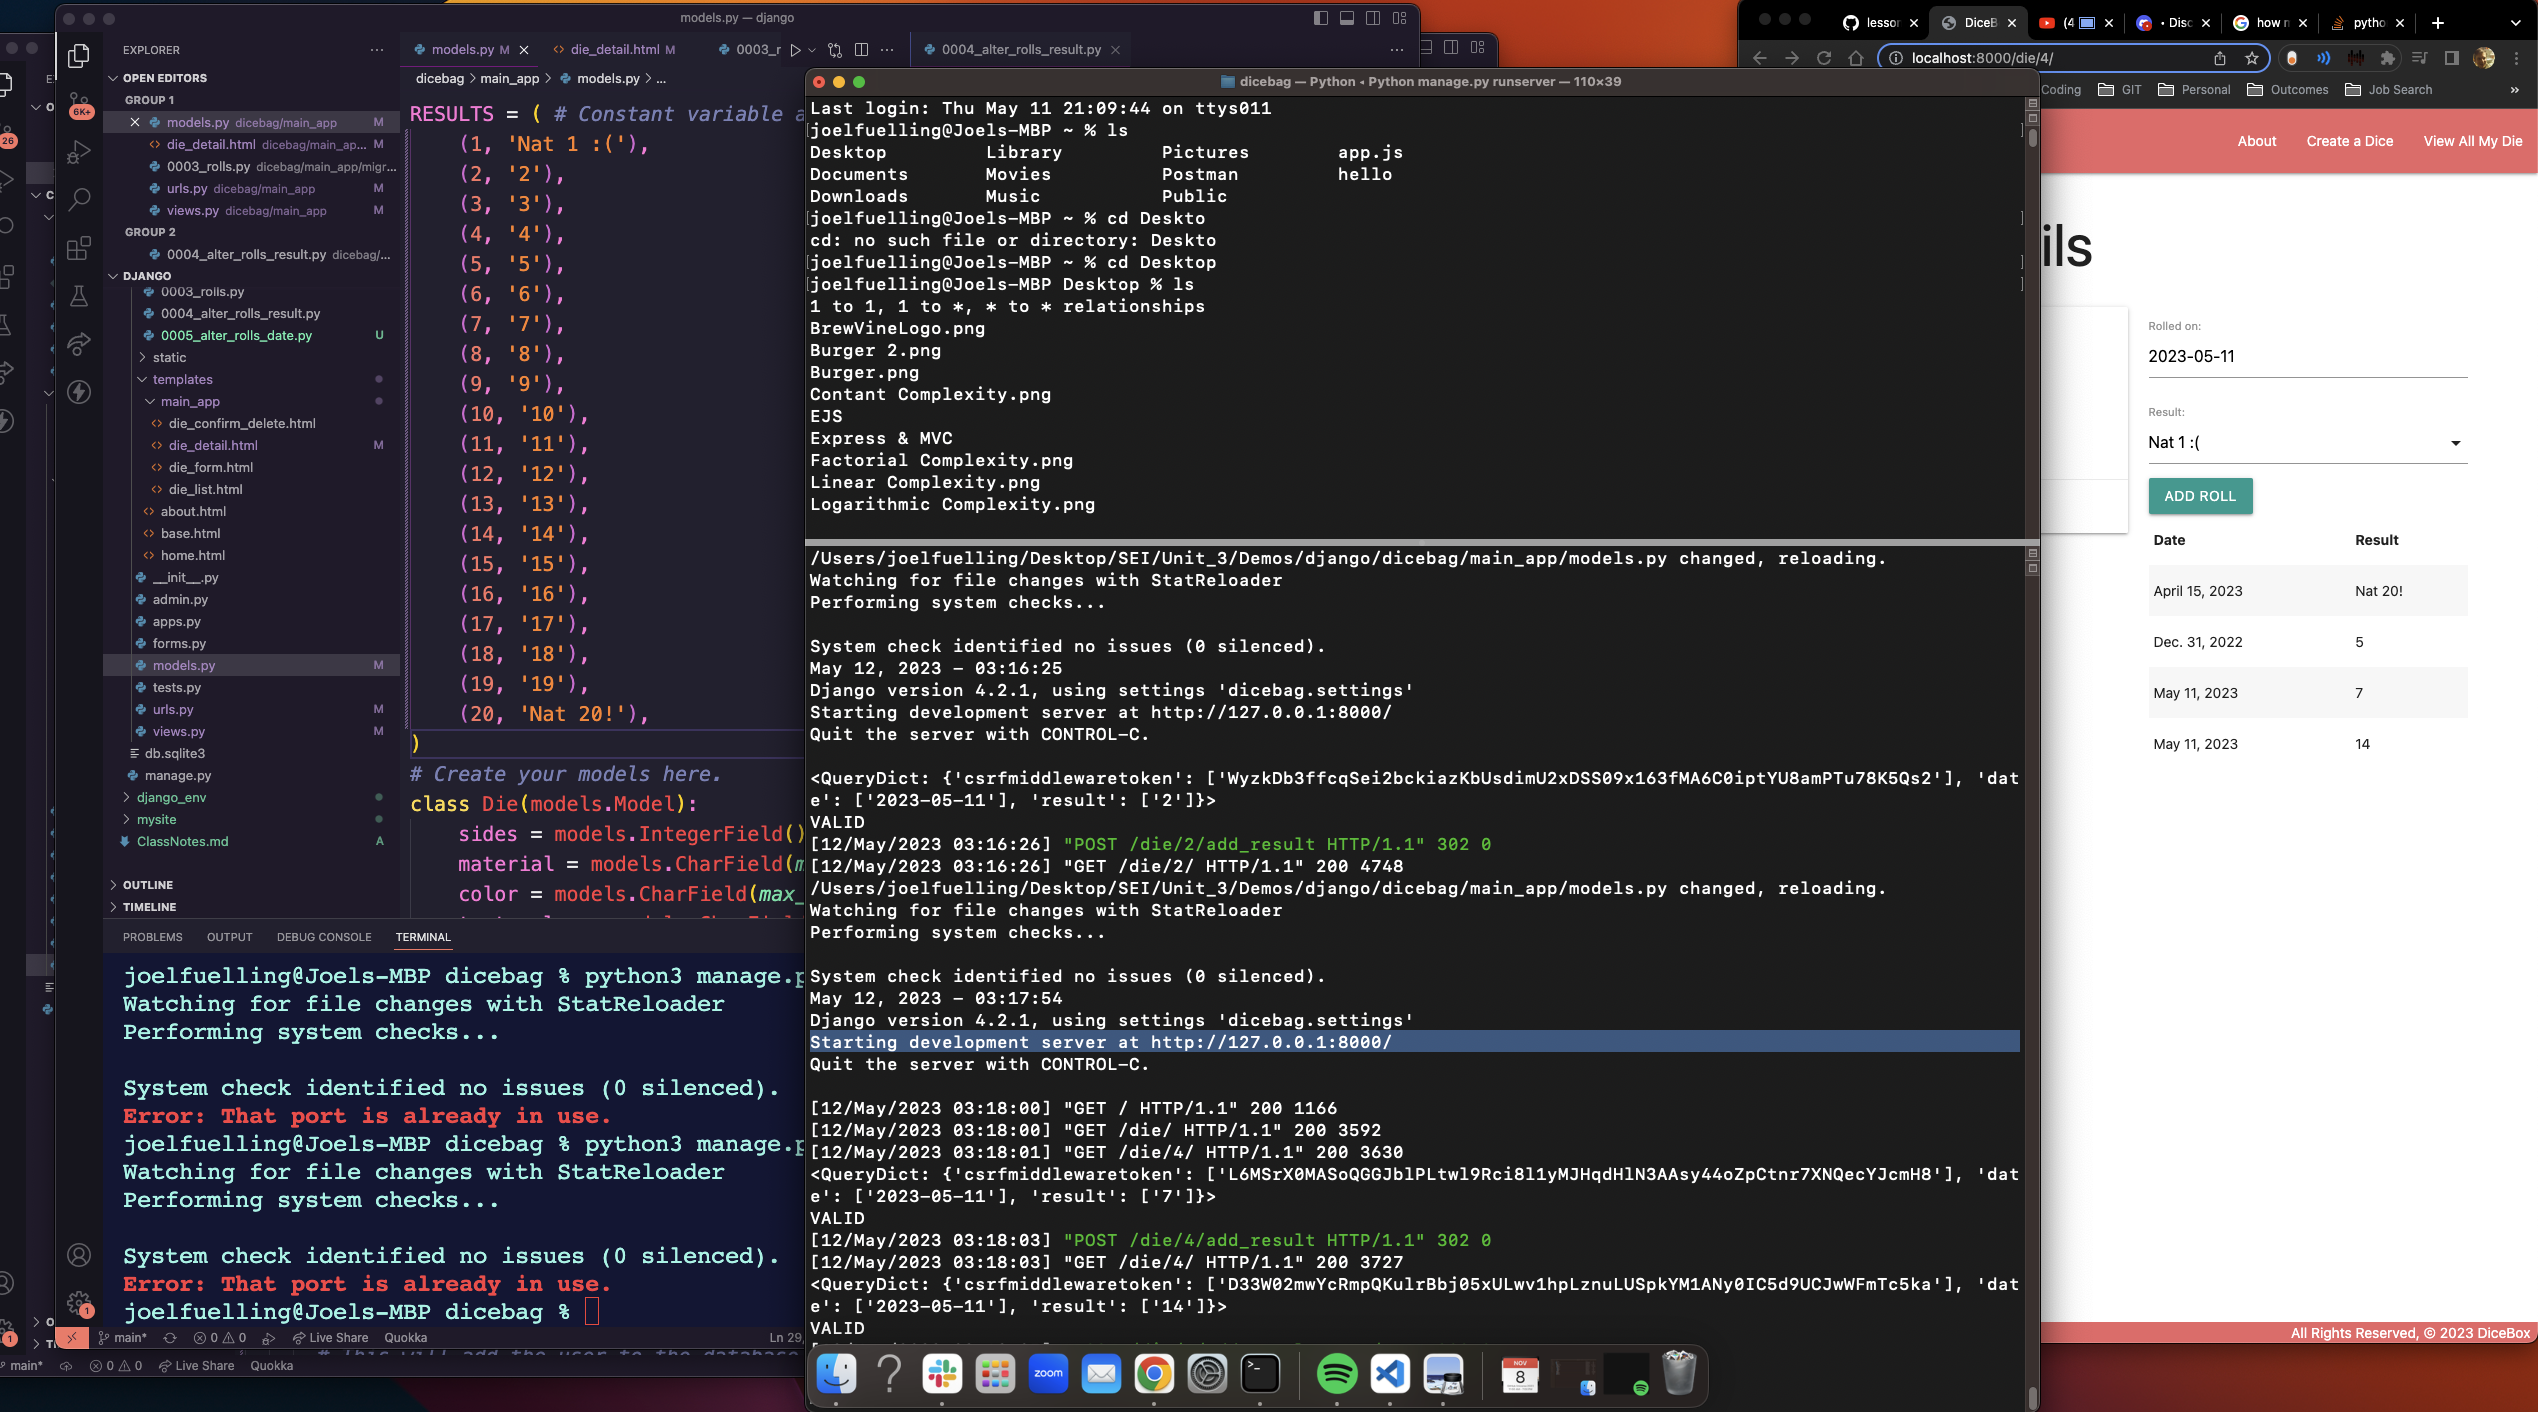 models.py — django
EXPLORER
OPEN EDITORS
GROUP 1
models.py dicebag/main_app M
die_detail.html dicebag/main_ap... M
0003_rolls.py dicebag/main_app/migr...
urls.py dicebag/main_app M
views.py dicebag/main_app M
GROUP 2
0004_alter_rolls_result.py dicebag/...
DJANGO
0003_rolls.py
0004_alter_rolls_result.py
0005_alter_rolls_date.py U
static
templates
main_app
die_confirm_delete.html
die_detail.html M
die_form.html
die_list.html
about.html
base.html
home.html
__init__.py
admin.py
apps.py
forms.py
models.py M
tests.py
urls.py M
views.py M
db.sqlite3
manage.py
django_env
mysite
ClassNotes.md A
OUTLINE
TIMELINE
6K+
26
1
1
models.py M
die_detail.html M
0003_r
0004_alter_rolls_result.py
dicebag > main_app > models.py > ...
RESULTS = ( # Constant variable a
(1, 'Nat 1 :('),
(2, '2'),
(3, '3'),
(4, '4'),
(5, '5'),
(6, '6'),
(7, '7'),
(8, '8'),
(9, '9'),
(10, '10'),
(11, '11'),
(12, '12'),
(13, '13'),
(14, '14'),
(15, '15'),
(16, '16'),
(17, '17'),
(18, '18'),
(19, '19'),
(20, 'Nat 20!'),
)
# Create your models here.
class Die(models.Model):
sides = models.IntegerField()
material = models.CharField(m
color = models.CharField(max_
PROBLEMS OUTPUT DEBUG CONSOLE TERMINAL
joelfuelling@Joels-MBP dicebag % python3 manage.p
Watching for file changes with StatReloader
Performing system checks...
System check identified no issues (0 silenced).
Error: That port is already in use.
joelfuelling@Joels-MBP dicebag % python3 manage.p
Watching for file changes with StatReloader
Performing system checks...
System check identified no issues (0 silenced).
Error: That port is already in use.
joelfuelling@Joels-MBP dicebag %
main* 0 0 Live Share Quokka Ln 29,
main* 0 0 Live Share Quokka
dicebag — Python ◂ Python manage.py runserver — 110×39
Last login: Thu May 11 21:09:44 on ttys011
joelfuelling@Joels-MBP ~ % ls
Desktop Library Pictures app.js
Documents Movies Postman hello
Downloads Music Public
joelfuelling@Joels-MBP ~ % cd Deskto
cd: no such file or directory: Deskto
joelfuelling@Joels-MBP ~ % cd Desktop
joelfuelling@Joels-MBP Desktop % ls
1 to 1, 1 to *, * to * relationships
BrewVineLogo.png
Burger 2.png
Burger.png
Contant Complexity.png
EJS
Express & MVC
Factorial Complexity.png
Linear Complexity.png
Logarithmic Complexity.png
/Users/joelfuelling/Desktop/SEI/Unit_3/Demos/django/dicebag/main_app/models.py changed, reloading.
Watching for file changes with StatReloader
Performing system checks...
System check identified no issues (0 silenced).
May 12, 2023 - 03:16:25
Django version 4.2.1, using settings 'dicebag.settings'
Starting development server at http://127.0.0.1:8000/
Quit the server with CONTROL-C.
<QueryDict: {'csrfmiddlewaretoken': ['WyzkDb3ffcqSei2bckiazKbUsdimU2xDSS09x163fMA6C0iptYU8amPTu78K5Qs2'], 'dat
e': ['2023-05-11'], 'result': ['2']}>
VALID
[12/May/2023 03:16:26] "POST /die/2/add_result HTTP/1.1" 302 0
[12/May/2023 03:16:26] "GET /die/2/ HTTP/1.1" 200 4748
/Users/joelfuelling/Desktop/SEI/Unit_3/Demos/django/dicebag/main_app/models.py changed, reloading.
Watching for file changes with StatReloader
Performing system checks...
System check identified no issues (0 silenced).
May 12, 2023 - 03:17:54
Django version 4.2.1, using settings 'dicebag.settings'
Starting development server at http://127.0.0.1:8000/
Quit the server with CONTROL-C.
[12/May/2023 03:18:00] "GET / HTTP/1.1" 200 1166
[12/May/2023 03:18:00] "GET /die/ HTTP/1.1" 200 3592
[12/May/2023 03:18:01] "GET /die/4/ HTTP/1.1" 200 3630
<QueryDict: {'csrfmiddlewaretoken': ['L6MSrX0MASoQGGJblPLtwl9Rci8l1yMJHqdHlN3AAsy44oZpCtnr7XNQecYJcmH8'], 'dat
e': ['2023-05-11'], 'result': ['7']}>
VALID
[12/May/2023 03:18:03] "POST /die/4/add_result HTTP/1.1" 302 0
[12/May/2023 03:18:03] "GET /die/4/ HTTP/1.1" 200 3727
<QueryDict: {'csrfmiddlewaretoken': ['D33W02mwYcRmpQKulrBbj05xULwv1hpLznuLUSpkYM1ANy0IC5d9UCJwWFmTc5ka'], 'dat
e': ['2023-05-11'], 'result': ['14']}>
VALID
zoom
NOV
8
lesson DiceB (4 • Disc how n pytho
localhost:8000/die/4/
Coding GIT Personal Outcomes Job Search »
About Create a Dice View All My Die
ils
Rolled on:
2023-05-11
Result:
Nat 1 :(
ADD ROLL
Date Result
April 15, 2023 Nat 20!
Dec. 31, 2022 5
May 11, 2023 7
May 11, 2023 14
All Rights Reserved, © 2023 DiceBox